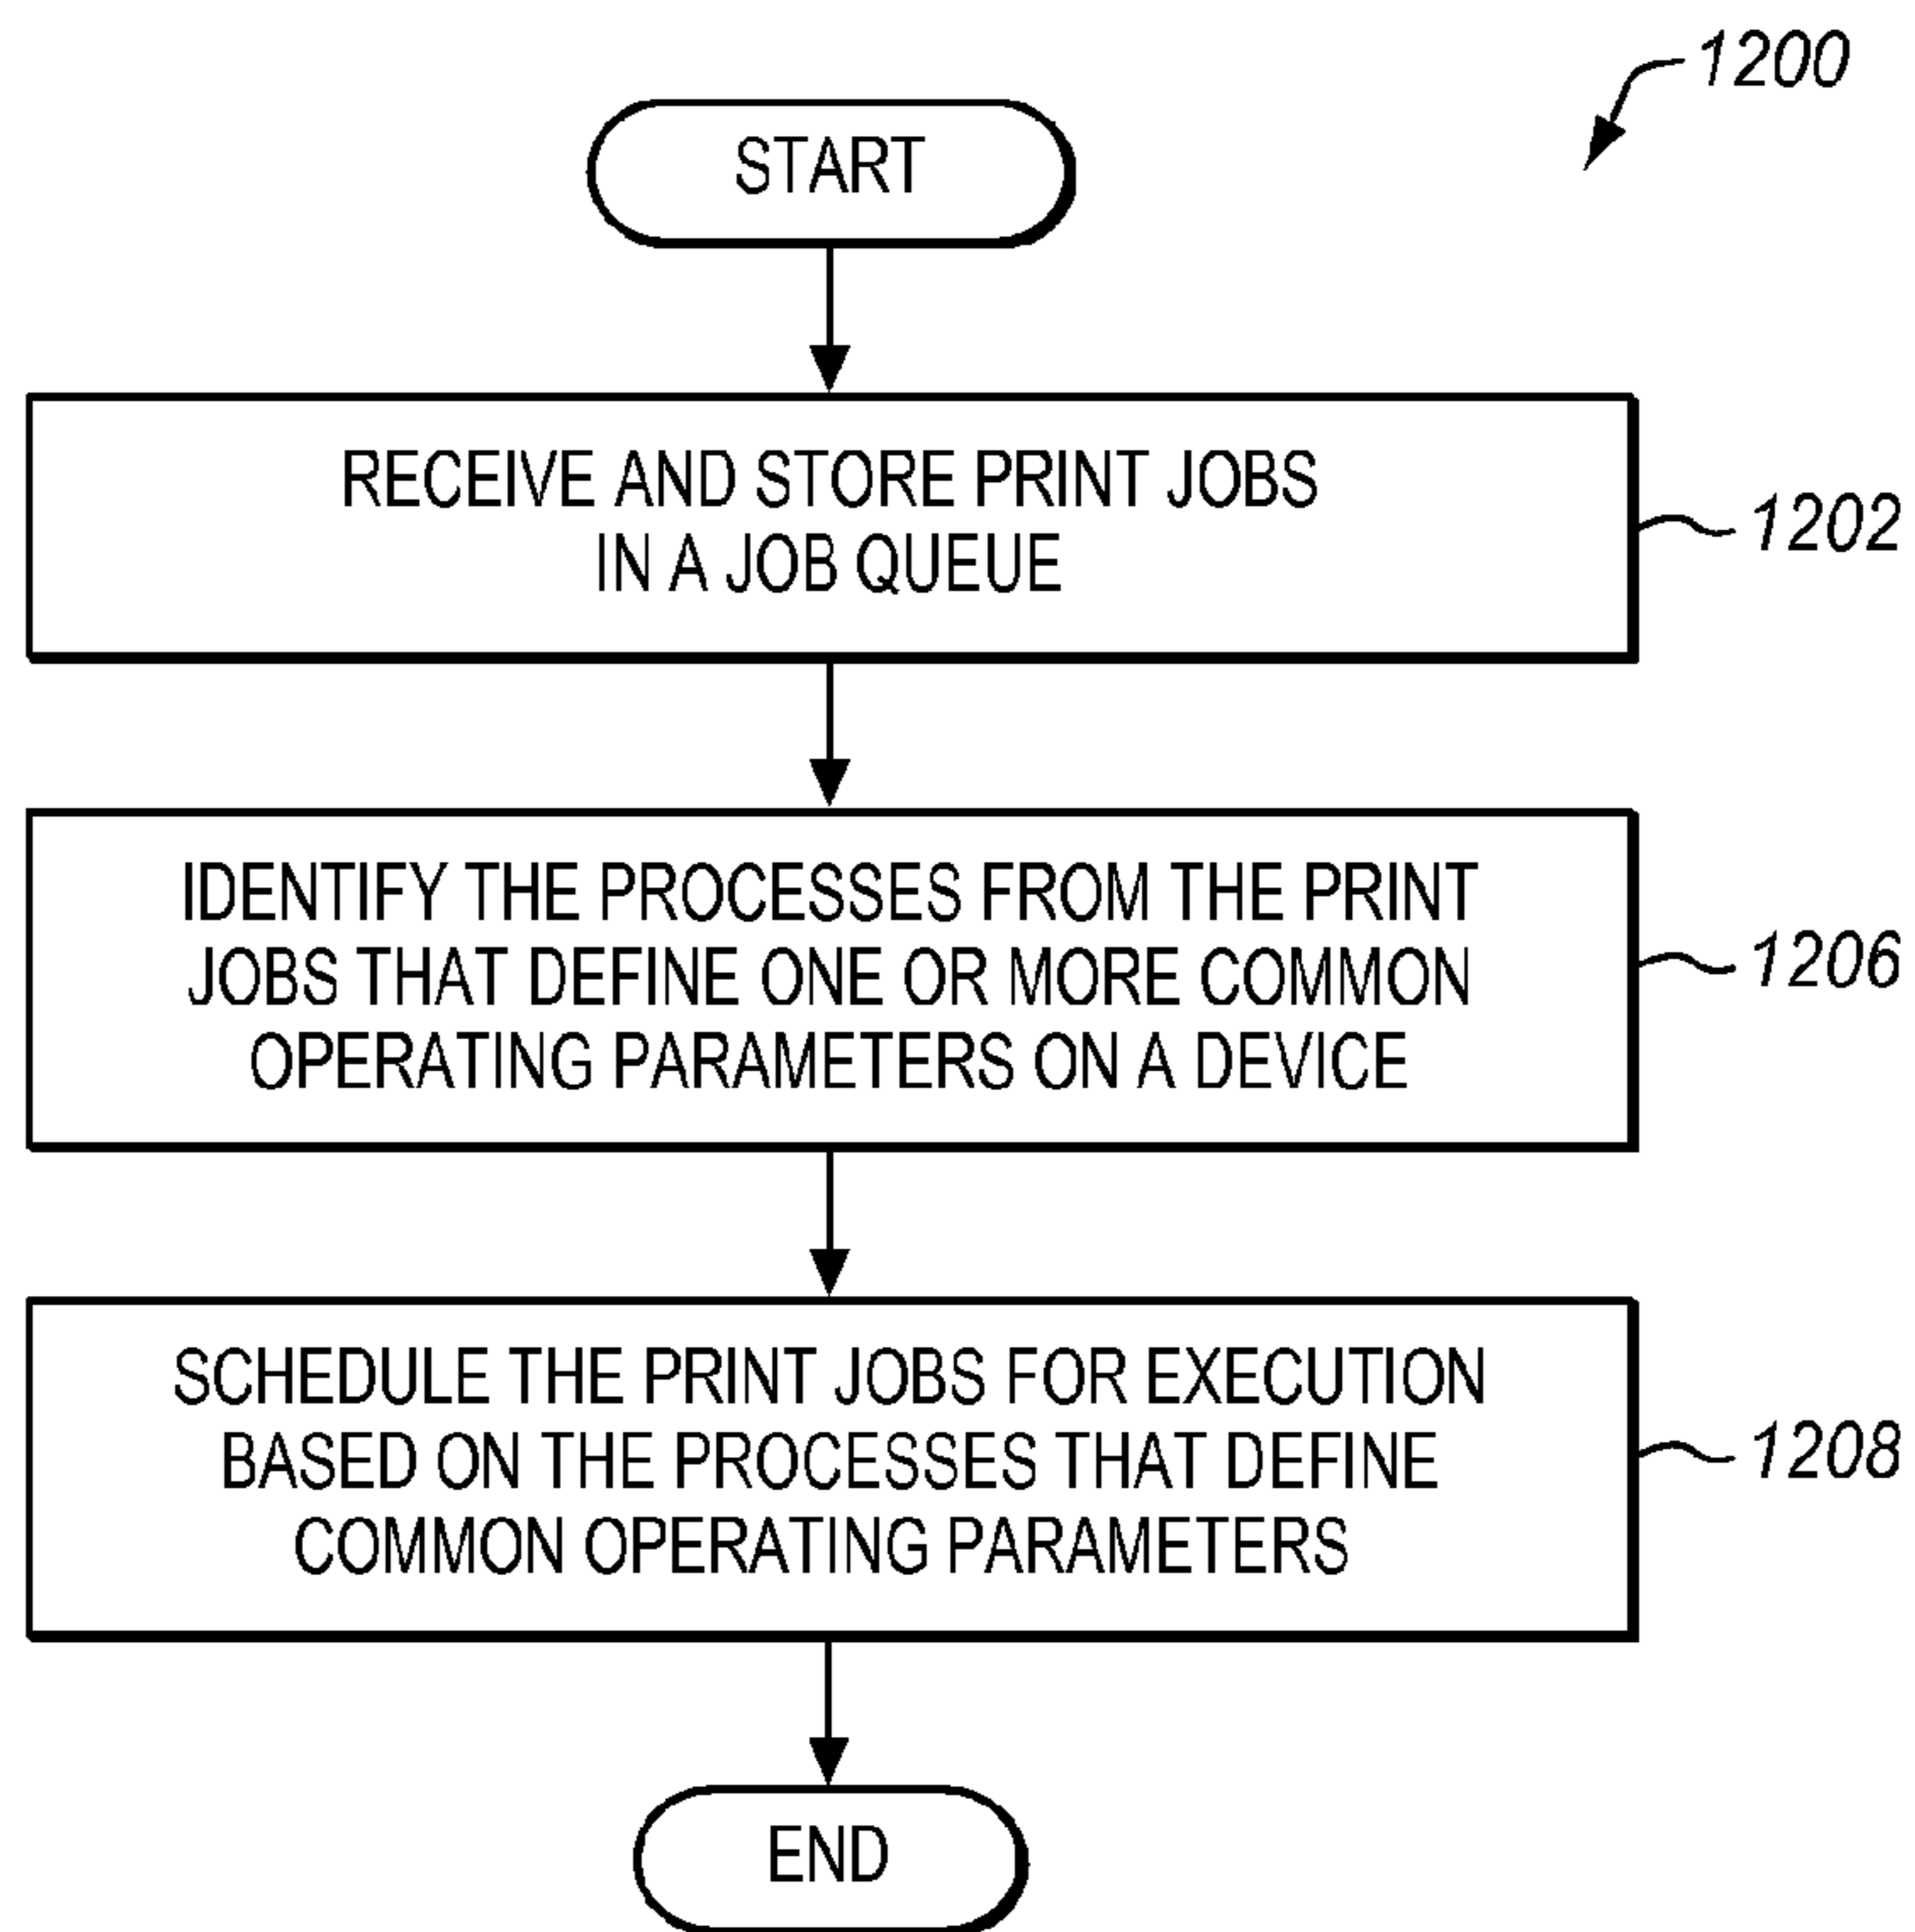 1200
START
RECEIVE AND STORE PRINT JOBS
IN A JOB QUEUE
1202
IDENTIFY THE PROCESSES FROM THE PRINT
JOBS THAT DEFINE ONE OR MORE COMMON
OPERATING PARAMETERS ON A DEVICE
1206
SCHEDULE THE PRINT JOBS FOR EXECUTION
BASED ON THE PROCESSES THAT DEFINE
COMMON OPERATING PARAMETERS
1208
END